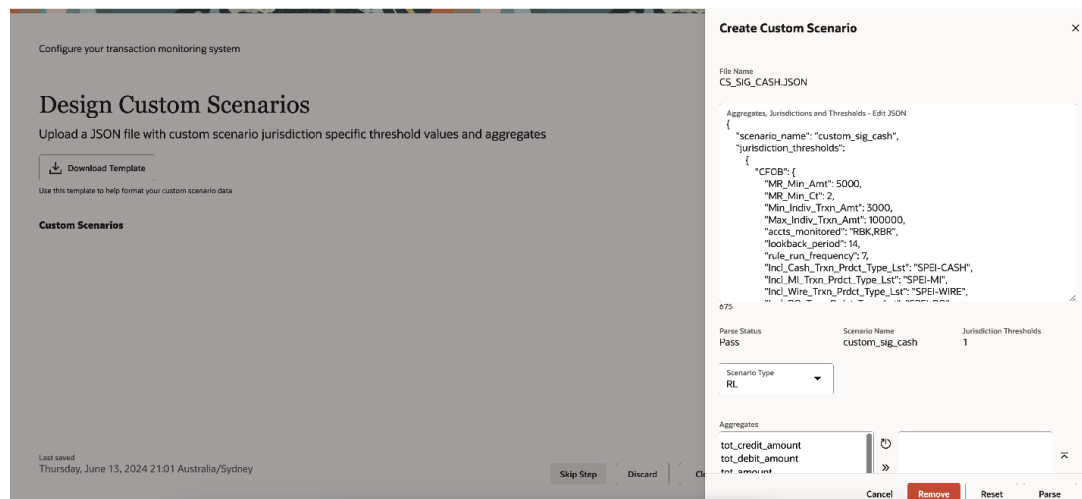 Configure your transaction monitoring system
Design Custom Scenarios
Upload a JSON file with custom scenario jurisdiction specific threshold values and aggregates
Download Template
Use this template to help format your custom scenario data
Custom Scenarios
Last saved
Thursday, June 13, 2024 21:01 Australia/Sydney
Skip Step
Discard
Create Custom Scenario
File Name
CS_SIG_CASH.JSON
Aggregates, Jurisdictions and Thresholds - Edit JSON
{
"scenario_name": "custom_sig_cash",
"jurisdiction_thresholds":
{
"CFOB": {
"MR_Min_Amt": 5000,
"MR_Min_Ct": 2,
"Min_Indiv_Trxn_Amt": 3000,
"Max_Indiv_Trxn_Amt": 100000,
"accts_monitored": "RBK,RBR",
"lookback_period": 14,
"rule_run_frequency": 7,
"Incl_Cash_Trxn_Prdct_Type_Lst": "SPEI-CASH",
"Incl_MI_Trxn_Prdct_Type_Lst": "SPEI-MI",
"Incl_Wire_Trxn_Prdct_Type_Lst": "SPEI-WIRE",
675
Parse Status
Pass
Scenario Name
custom_sig_cash
Jurisdiction Thresholds
1
Scenario Type
RL
Aggregates
tot_credit_amount
tot_debit_amount
tot_amount
Cancel
Remove
Reset
Parse